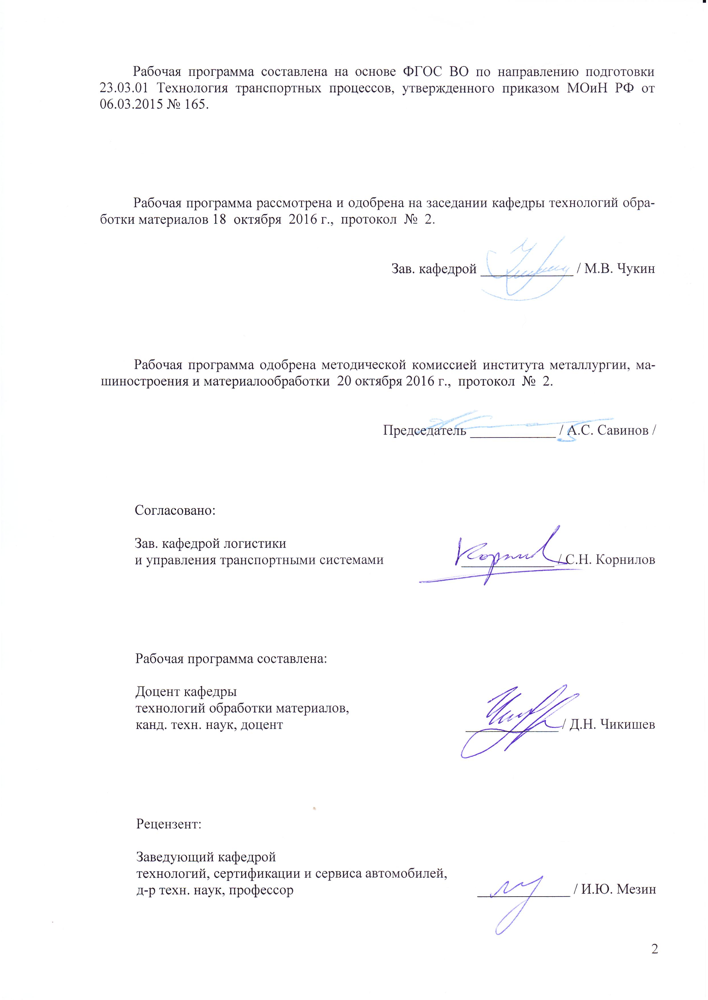 Рабочая программа составлена на основе ФГОС ВО по направлению подготовки
23.03.01 Технология транспортных процессов, утвержденного приказом МОиН РФ от
06.03.2015 № 165.
Рабочая программа рассмотрена и одобрена на заседании кафедры технологий обра-
ботки материалов 18 октября 2016 г., протокол № 2.
Зав. кафедрой _____________ / М.В. Чукин
Рабочая программа одобрена методической комиссией института металлургии, ма-
шиностроения и материалообработки 20 октября 2016 г., протокол № 2.
Председатель ____________ / А.С. Савинов /
Согласовано:
Зав. кафедрой логистики
и управления транспортными системами _____________ / С.Н. Корнилов
Рабочая программа составлена:
Доцент кафедры
технологий обработки материалов,
канд. техн. наук, доцент _____________ / Д.Н. Чикишев
Рецензент:
Заведующий кафедрой
технологий, сертификации и сервиса автомобилей,
д-р техн. наук, профессор _____________ / И.Ю. Мезин
2